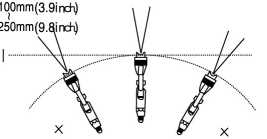 100mm(3.9inch)
~
250mm(9.8inch)
×
×